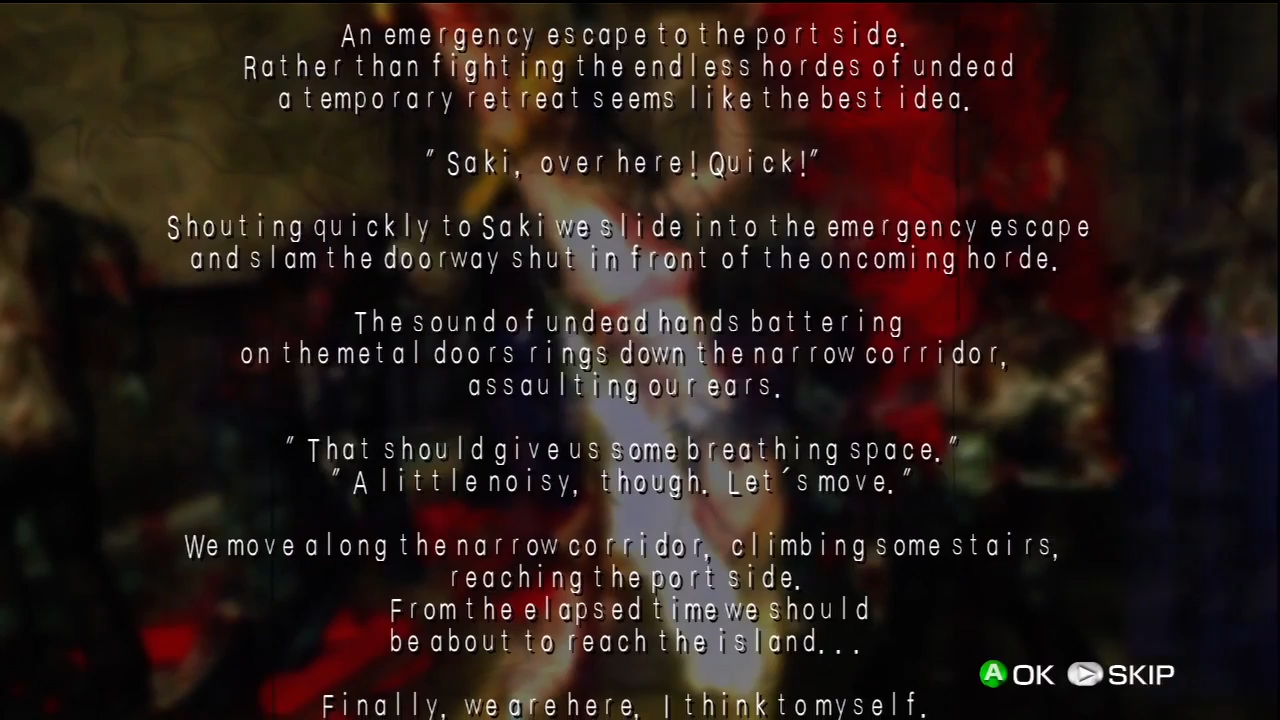 An emergency escape to the port side.
Rather than fighting the endless hordes of undead
a temporary retreat seems like the best idea.
"Saki, over here! Quick!"
Shouting quickly to Saki we slide into the emergency escape
and slam the doorway shut in front of the oncoming horde.
The sound of undead hands battering
on the metal doors rings down the narrow corridor,
assaulting our ears.
"That should give us some breathing space."
"A little noisy, though. Let´s move."
We move along the narrow corridor, climbing some stairs,
reaching the port side.
From the elapsed time we should
be about to reach the island...
A OK SKIP
Finally, we are here, I think to myself.